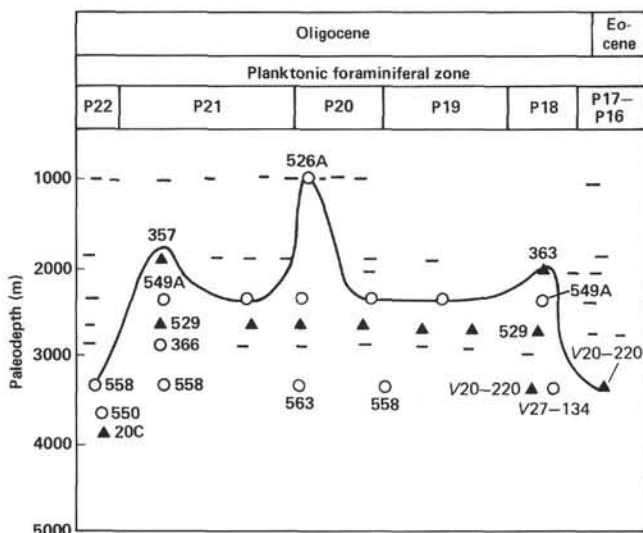 Oligocene
Eo-
cene
Planktonic foraminiferal zone
P22 P21 P20 P19 P18 P17–
P16
526A
1000
357
363
2000
549A
549A
529
529
366
V20–220
3000
558 558 563 558 V20–220
V27–134
550
20C
4000
5000
Paleodepth (m)